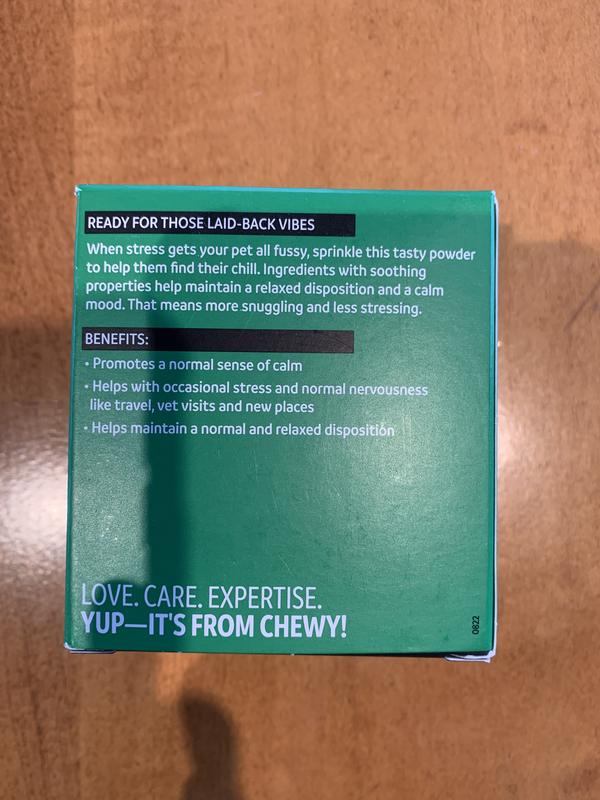 READY FOR THOSE LAID-BACK VIBES
When stress gets your pet all fussy, sprinkle this tasty powder
to help them find their chill. Ingredients with soothing
properties help maintain a relaxed disposition and a calm
mood. That means more snuggling and less stressing.
BENEFITS:
• Promotes a normal sense of calm
• Helps with occasional stress and normal nervousness
like travel, vet visits and new places
• Helps maintain a normal and relaxed disposition
LOVE. CARE. EXPERTISE.
YUP—IT'S FROM CHEWY!
0822